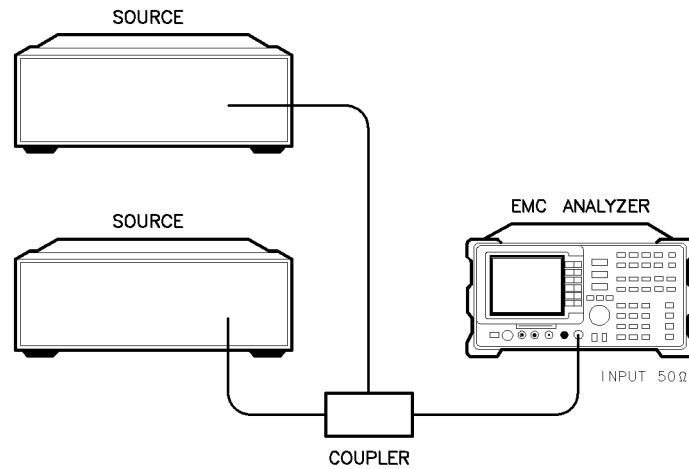 SOURCE
SOURCE
EMC ANALYZER
INPUT 50Ω
COUPLER